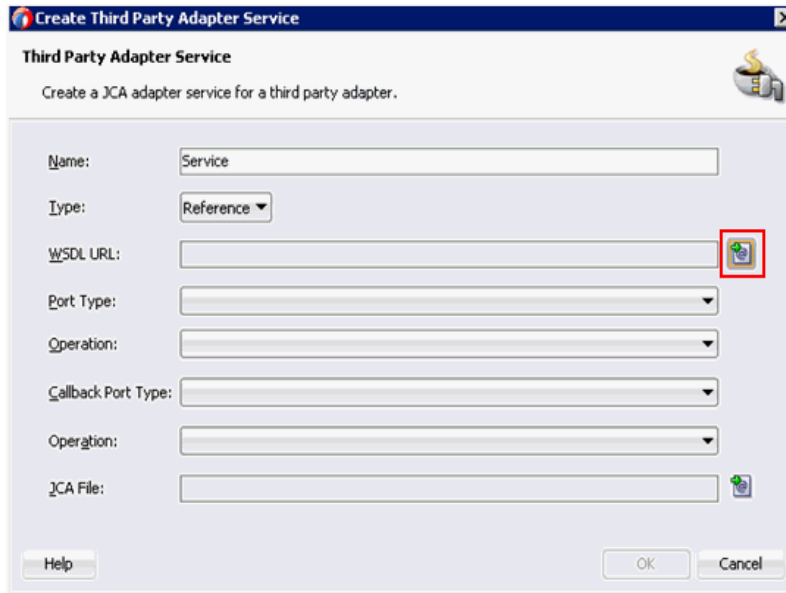 Create Third Party Adapter Service
Third Party Adapter Service
Create a JCA adapter service for a third party adapter.
Name: Service
Type: Reference
WSDL URL:
Port Type:
Operation:
Callback Port Type:
Operation:
JCA File:
Help OK Cancel